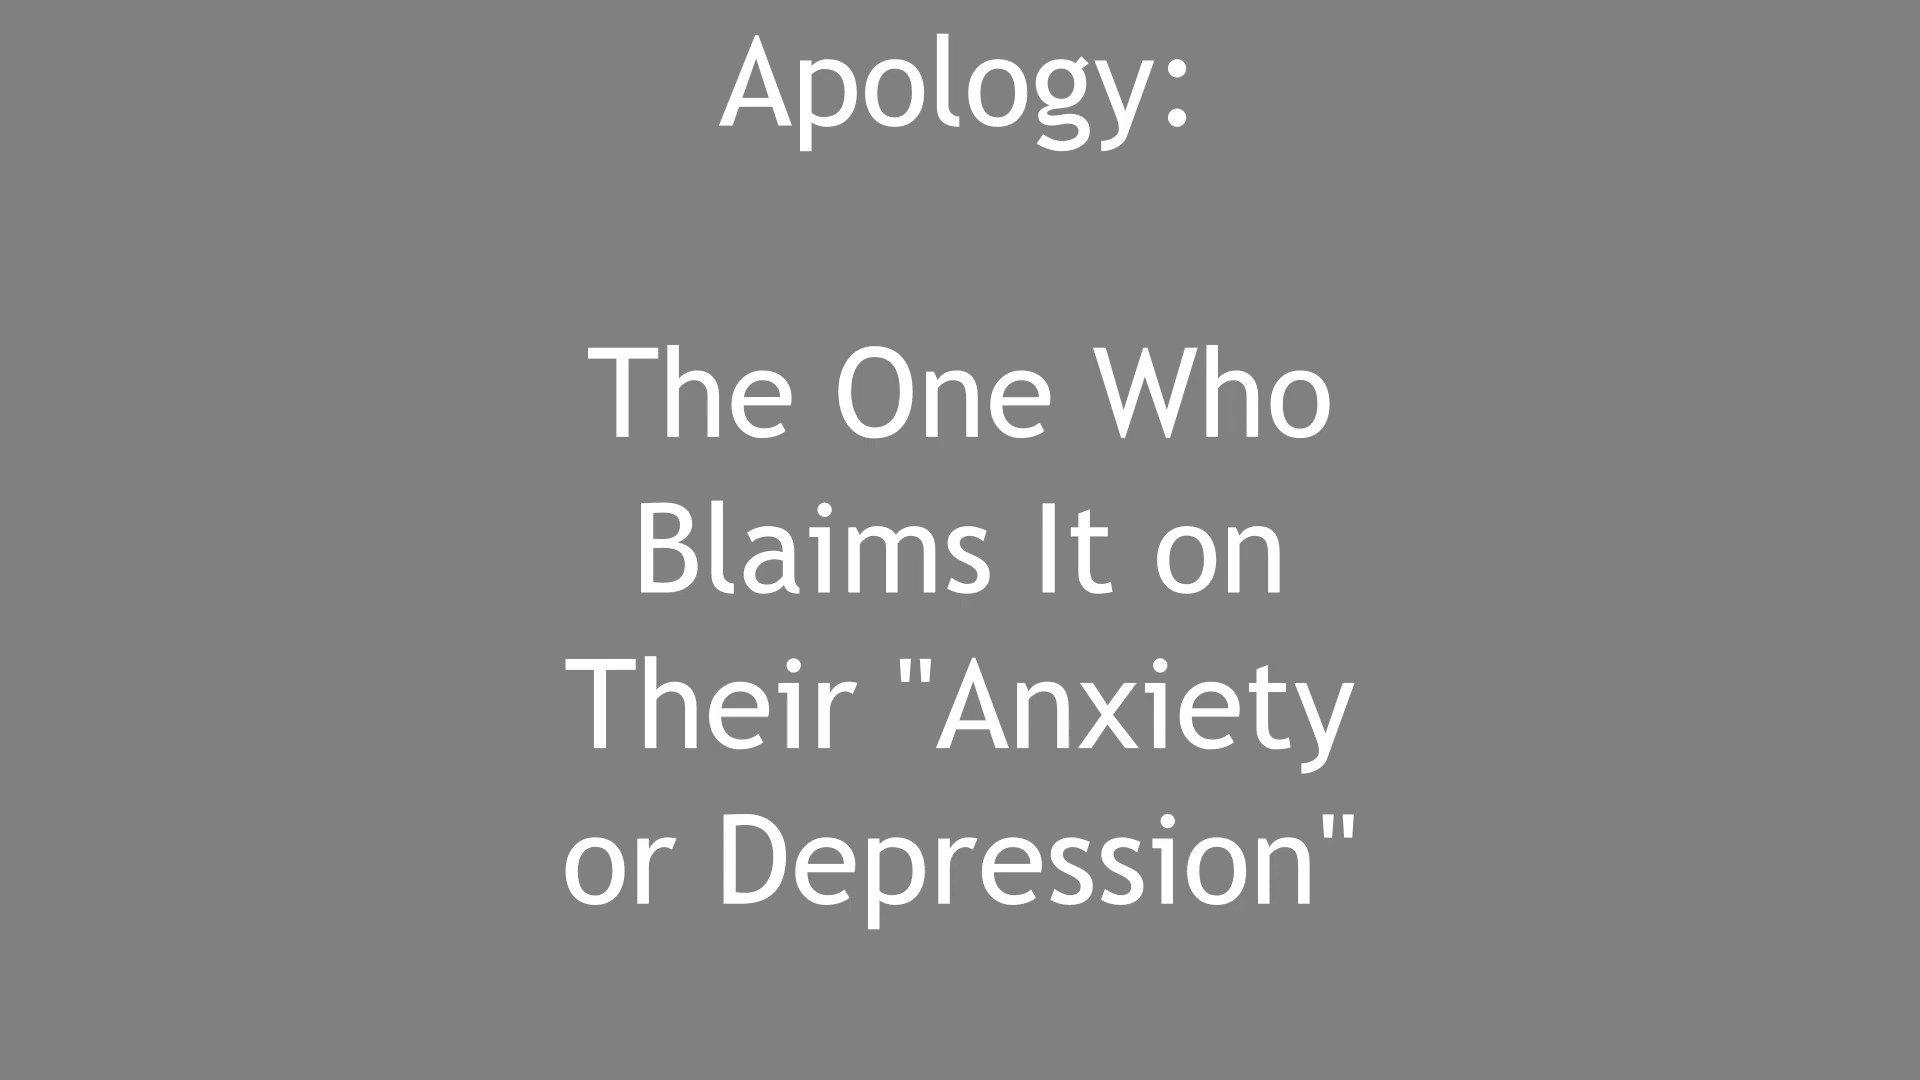 Apology:
The One Who
Blaims It on
Their "Anxiety
or Depression"